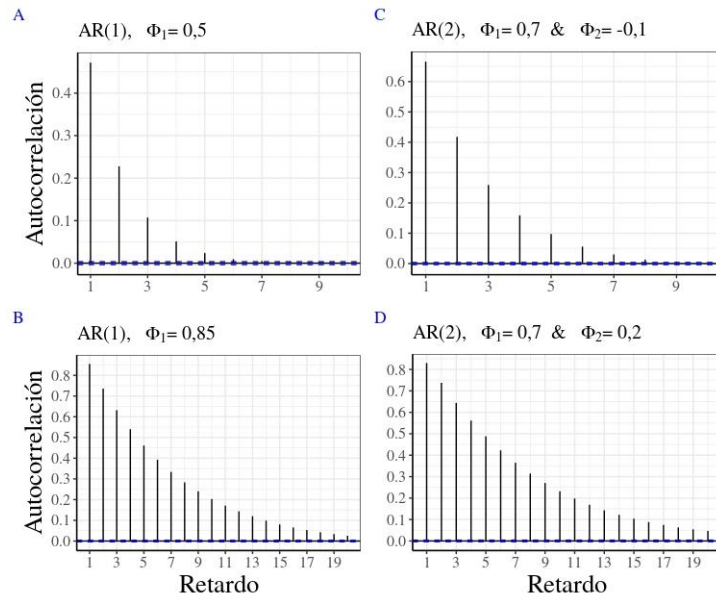 A
AR(1), Φ1= 0,5
Autocorrelación
0.4
0.3
0.2
0.1
0.0
1 3 5 7 9
C
AR(2), Φ1= 0,7 & Φ2= -0,1
0.6
0.5
0.4
0.3
0.2
0.1
0.0
1 3 5 7 9
B
AR(1), Φ1= 0,85
Autocorrelación
0.8
0.7
0.6
0.5
0.4
0.3
0.2
0.1
0.0
1 3 5 7 9 11 13 15 17 19
Retardo
D
AR(2), Φ1= 0,7 & Φ2= 0,2
0.8
0.7
0.6
0.5
0.4
0.3
0.2
0.1
0.0
1 3 5 7 9 11 13 15 17 19
Retardo